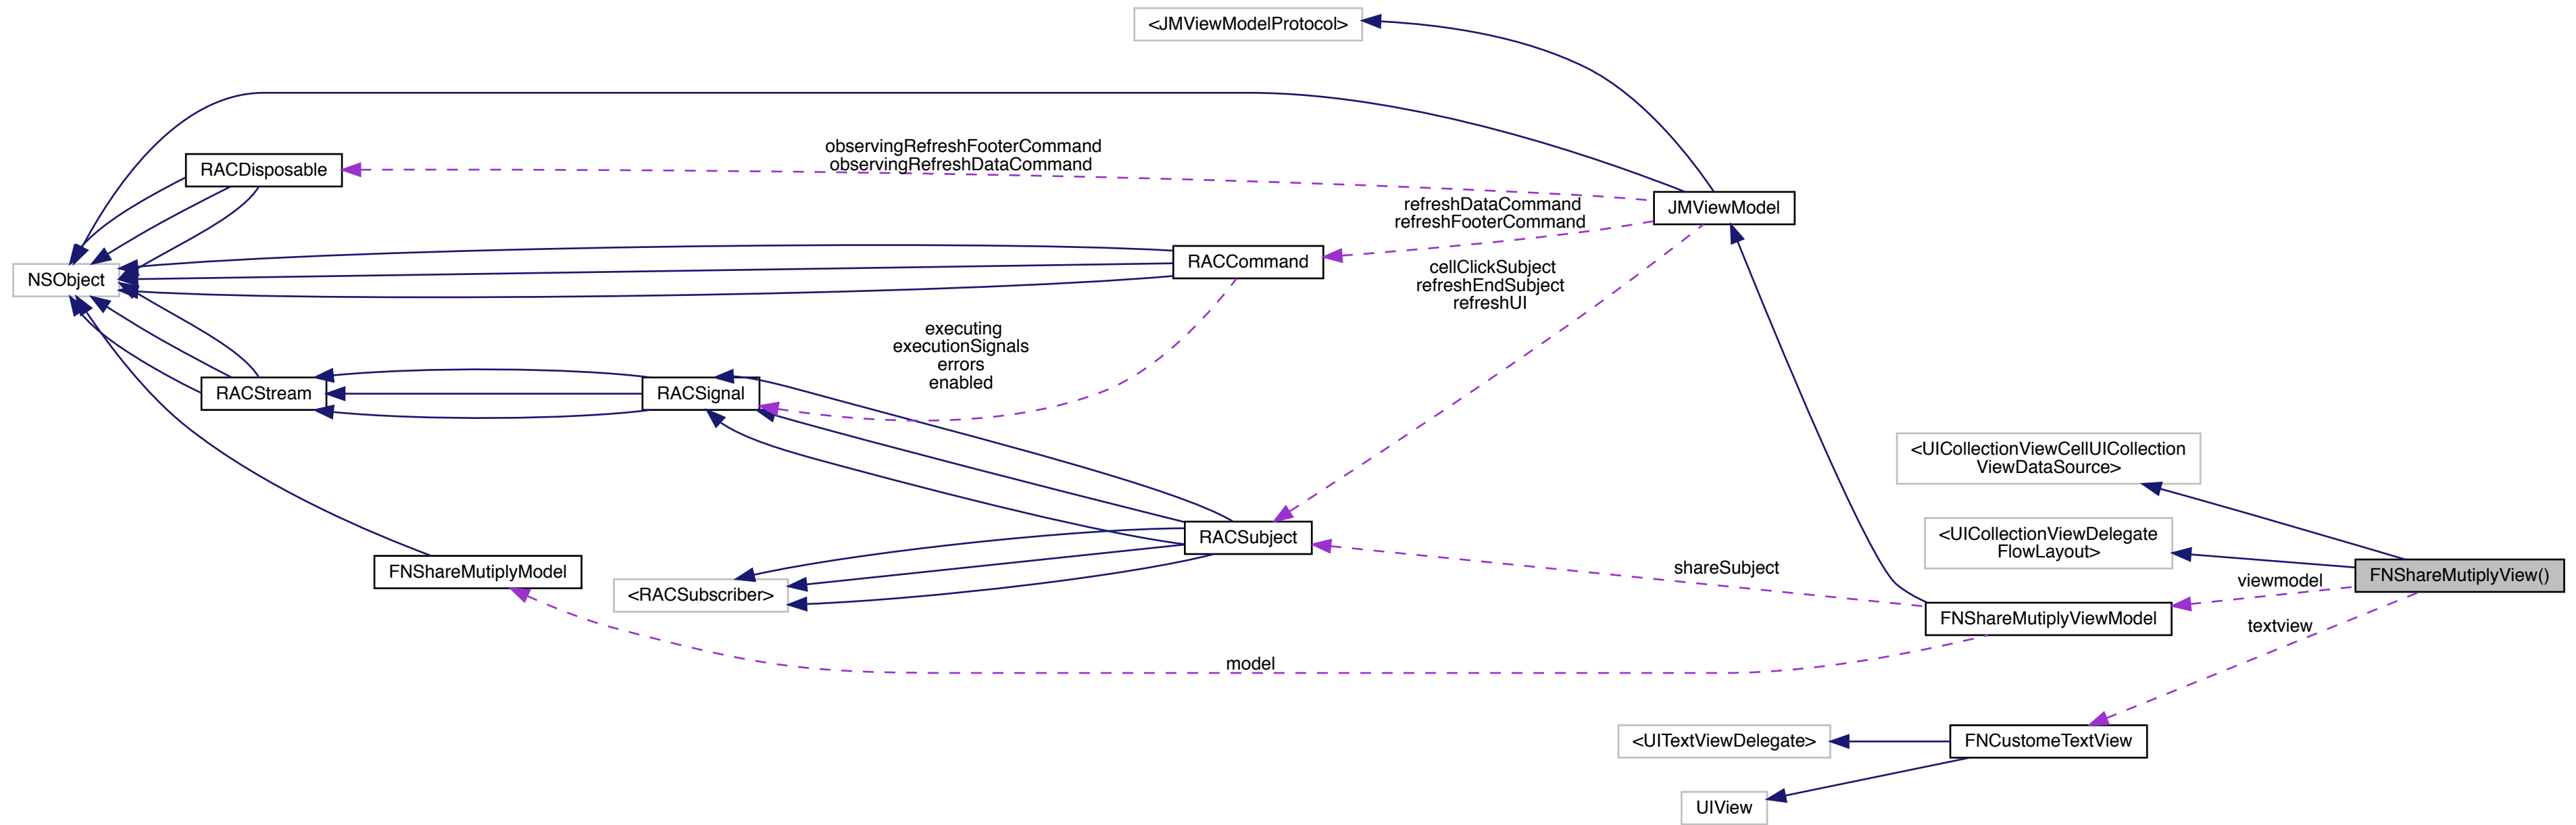 <JMViewModelProtocol>
observingRefreshFooterCommand
observingRefreshDataCommand
RACDisposable
JMViewModel
refreshDataCommand
refreshFooterCommand
RACCommand
NSObject
cellClickSubject
refreshEndSubject
refreshUI
executing
executionSignals
errors
enabled
RACStream
RACSignal
<UICollectionViewCellUICollection
ViewDataSource>
RACSubject
<UICollectionViewDelegate
FlowLayout>
FNShareMutiplyModel
shareSubject
FNShareMutiplyView()
viewmodel
<RACSubscriber>
FNShareMutiplyViewModel
textview
model
<UITextViewDelegate>
FNCustomeTextView
UIView